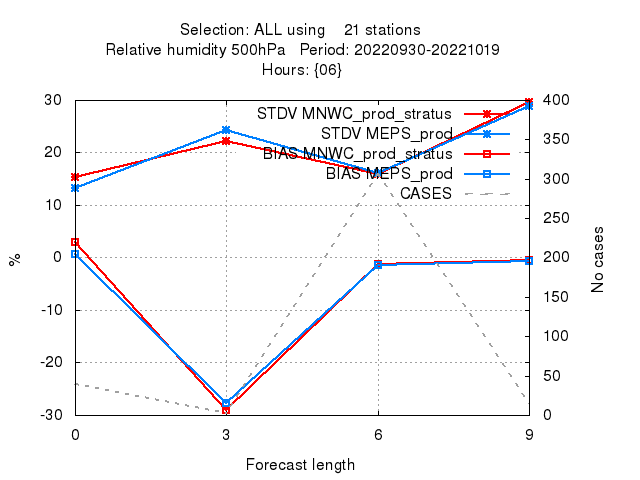 Selection: ALL using 21 stations
Relative humidity 500hPa Period: 20220930-20221019
Hours: {06}
STDV MNWC_prod_stratus
STDV MEPS_prod
BIAS MNWC_prod_stratus
BIAS MEPS_prod
CASES
30
20
10
0
-10
-20
-30
%
400
350
300
250
200
150
100
50
0
No cases
0 3 6 9
Forecast length